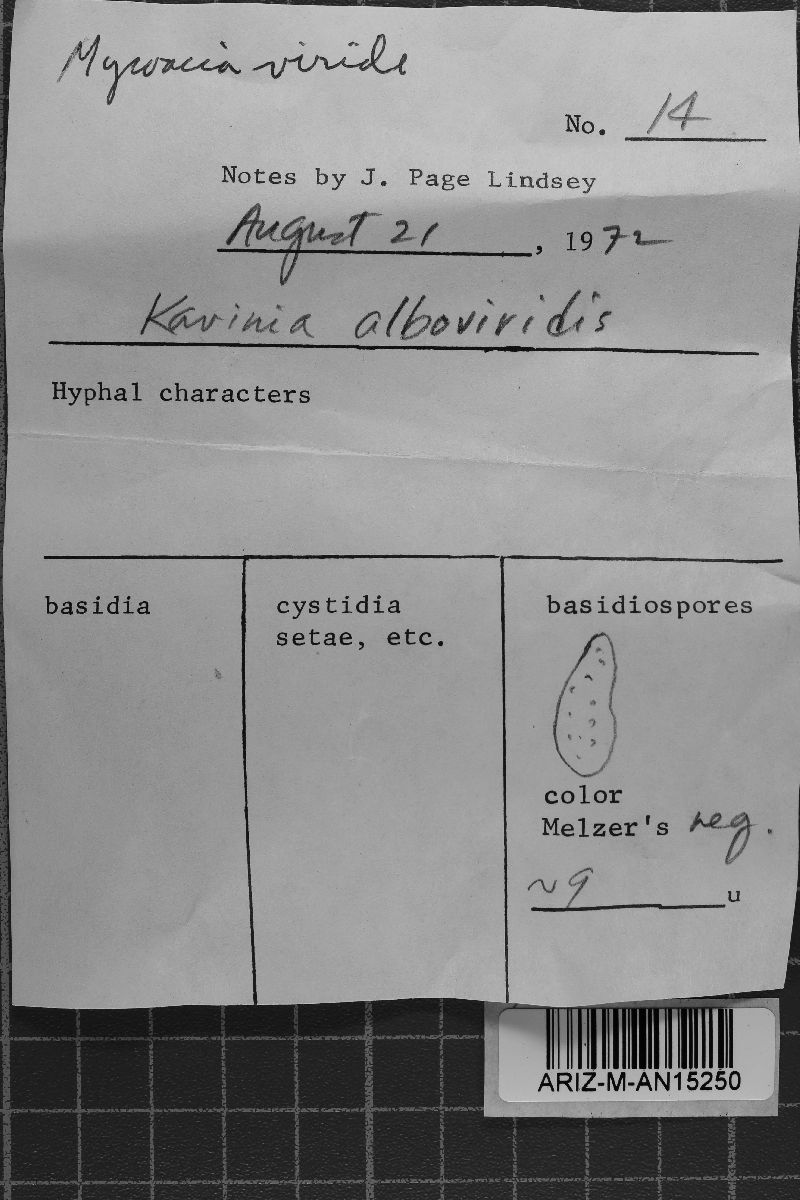 Mycoacia viride
No. 14
Notes by J. Page Lindsey
August 21, 1972
Kavinia alboviridis
Hyphal characters
basidia
cystidia
setae, etc.
basidiospores
color
Melzer's neg.
~9 u
ARIZ-M-AN15250